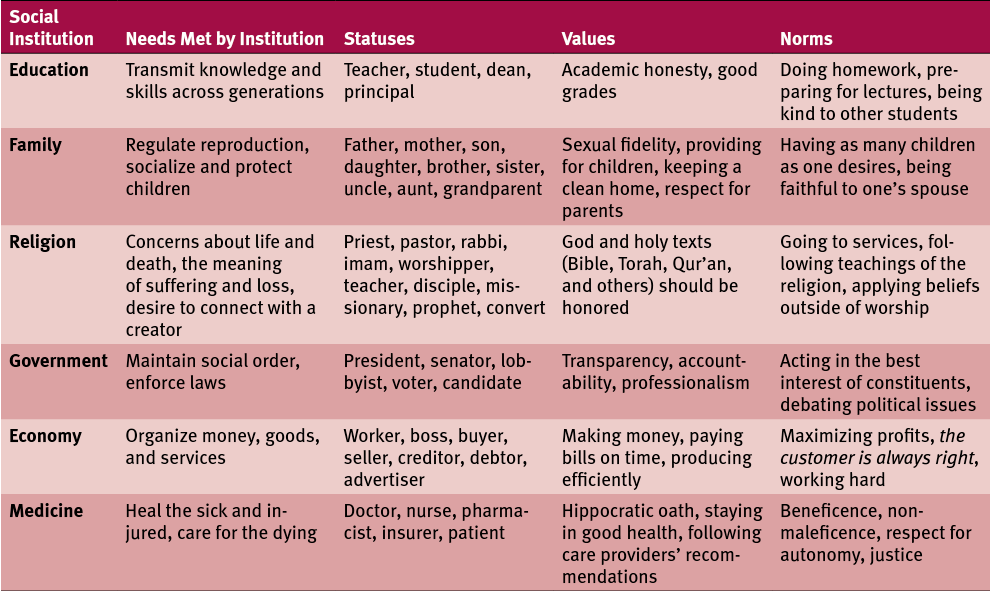 Social
Institution Needs Met by Institution Statuses Values Norms
Education Transmit knowledge and Teacher, student, dean, Academic honesty, good Doing homework, pre-
skills across generations principal grades paring for lectures, being
kind to other students
Family Regulate reproduction, Father, mother, son, Sexual fidelity, providing Having as many children
socialize and protect daughter, brother, sister, for children, keeping a as one desires, being
children uncle, aunt, grandparent clean home, respect for faithful to one’s spouse
parents
Religion Concerns about life and Priest, pastor, rabbi, God and holy texts Going to services, fol-
death, the meaning imam, worshipper, (Bible, Torah, Qur’an, lowing teachings of the
of suffering and loss, teacher, disciple, mis- and others) should be religion, applying beliefs
desire to connect with a sionary, prophet, convert honored outside of worship
creator
Government Maintain social order, President, senator, lob- Transparency, account- Acting in the best
enforce laws byist, voter, candidate ability, professionalism interest of constituents,
debating political issues
Economy Organize money, goods, Worker, boss, buyer, Making money, paying Maximizing profits, the
and services seller, creditor, debtor, bills on time, producing customer is always right,
advertiser efficiently working hard
Medicine Heal the sick and in- Doctor, nurse, pharma- Hippocratic oath, staying Beneficence, non-
jured, care for the dying cist, insurer, patient in good health, following maleficence, respect for
care providers’ recom- autonomy, justice
mendations